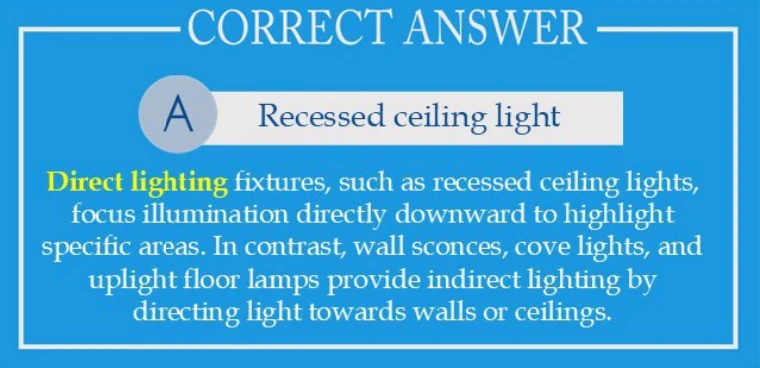 CORRECT ANSWER
A
Recessed ceiling light
Direct lighting fixtures, such as recessed ceiling lights,
focus illumination directly downward to highlight
specific areas. In contrast, wall sconces, cove lights, and
uplight floor lamps provide indirect lighting by
directing light towards walls or ceilings.